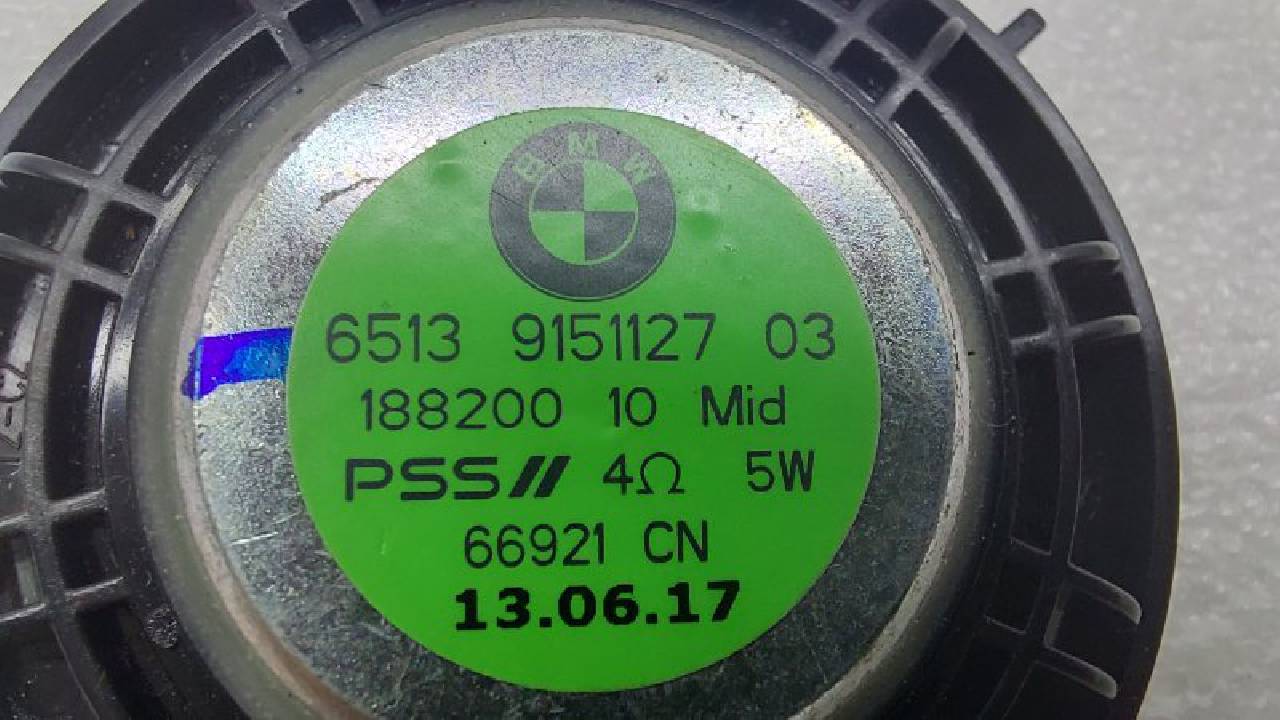 BMW
6513 9151127 03
188200 10 Mid
PSS// 4Ω 5W
66921 CN
13.06.17